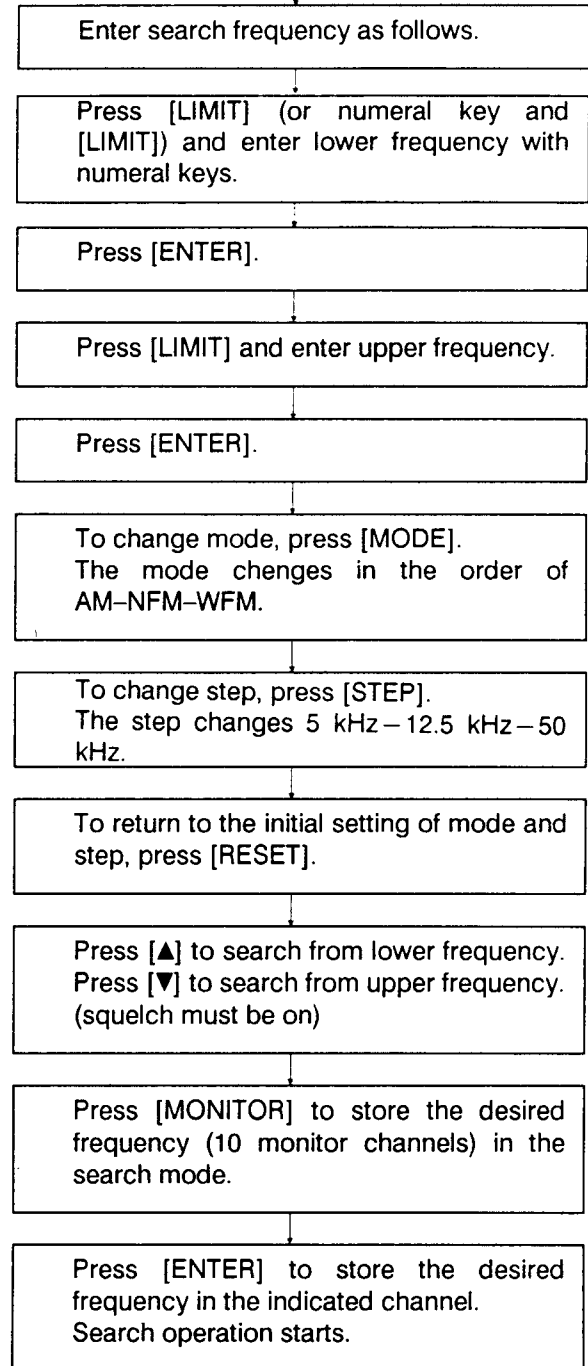 Enter search frequency as follows.
Press [LIMIT] (or numeral key and
[LIMIT]) and enter lower frequency with
numeral keys.
Press [ENTER].
Press [LIMIT] and enter upper frequency.
Press [ENTER].
To change mode, press [MODE].
The mode chenges in the order of
AM–NFM–WFM.
To change step, press [STEP].
The step changes 5 kHz – 12.5 kHz – 50
kHz.
To return to the initial setting of mode and
step, press [RESET].
Press [▲] to search from lower frequency.
Press [▼] to search from upper frequency.
(squelch must be on)
Press [MONITOR] to store the desired
frequency (10 monitor channels) in the
search mode.
Press [ENTER] to store the desired
frequency in the indicated channel.
Search operation starts.